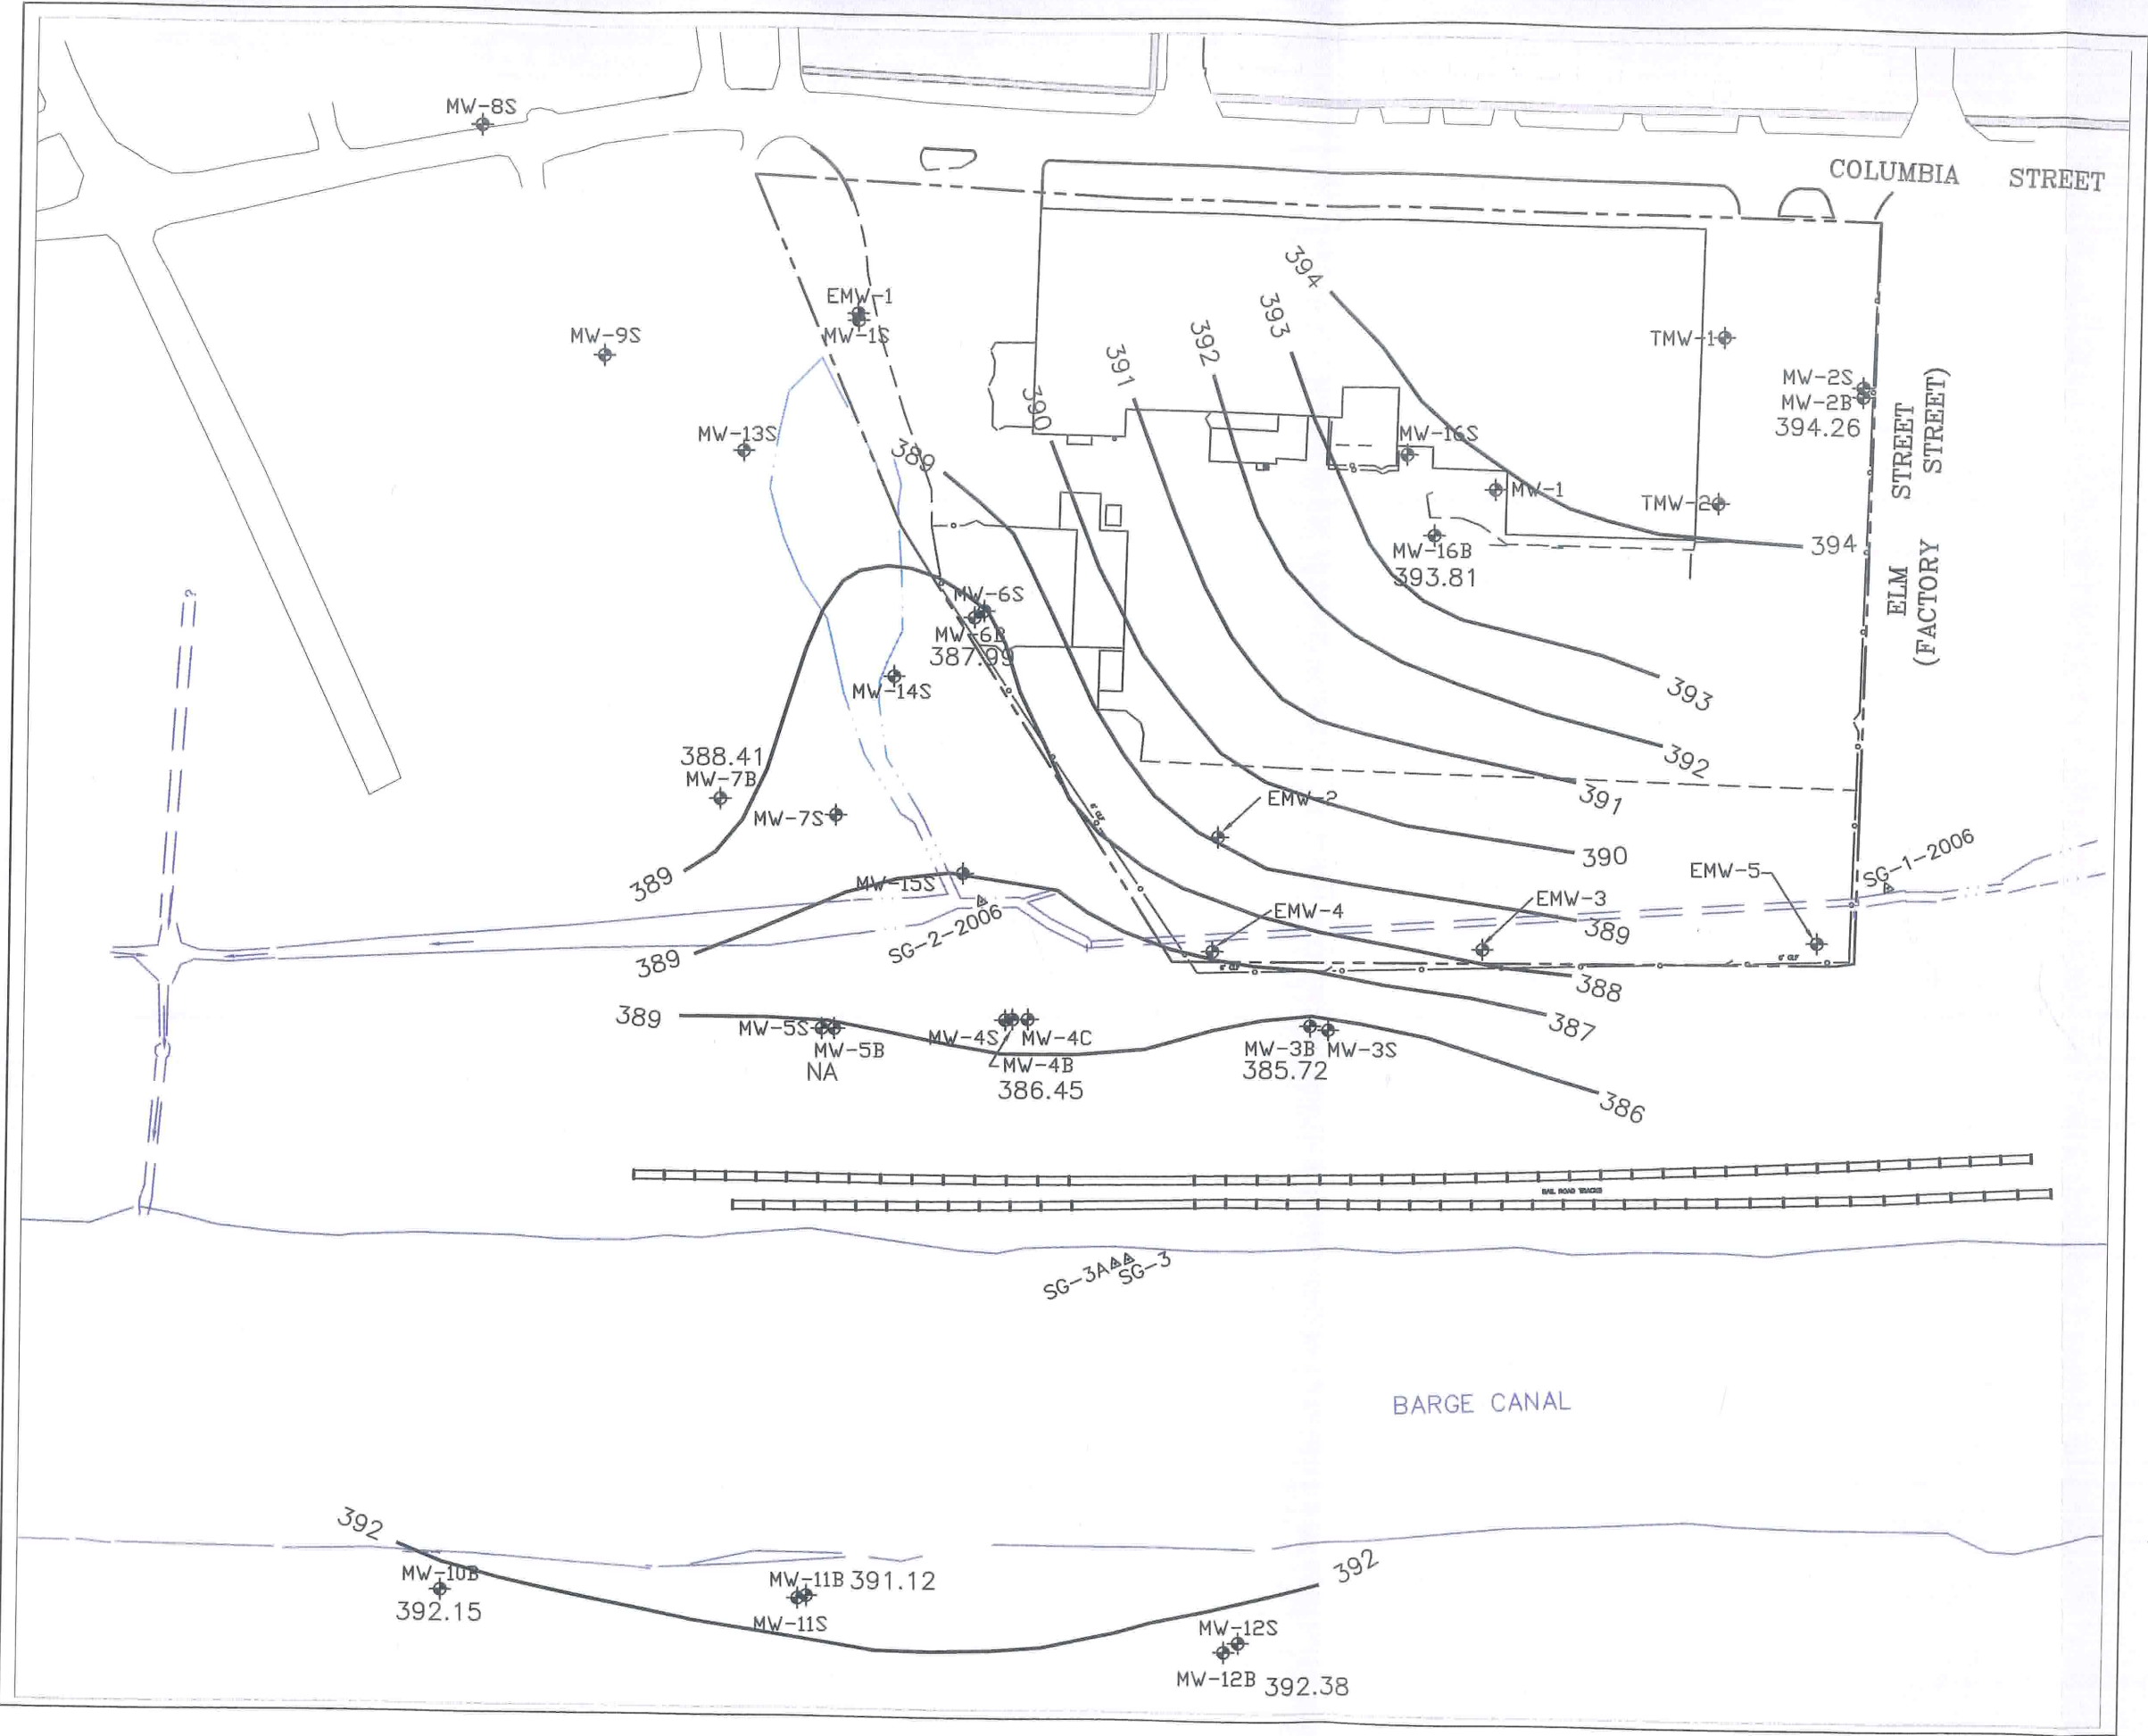 MW-8S
COLUMBIA STREET
EMW-1
MW-1S
MW-9S
394
393
392
391
390
389
TMW-1
MW-2S
MW-2B
394.26
ELM STREET
(FACTORY STREET)
MW-13S
MW-16S
MW-1
TMW-2
394
MW-16B
393.81
?
MW-6S
MW-6B
387.99
MW-14S
393
392
391
388.41
MW-7B
MW-7S
EMW-2
390
389
MW-15S
SG-2-2006
EMW-5
SG-1-2006
EMW-3
EMW-4
389
389
388
387
389
MW-5S
MW-5B
NA
MW-4S
MW-4C
MW-4B
386.45
MW-3B
MW-3S
385.72
386
RAIL ROAD TRACKS
SG-3A
SG-3
BARGE CANAL
392
MW-10B
392.15
MW-11B 391.12
MW-11S
392
MW-12S
MW-12B 392.38